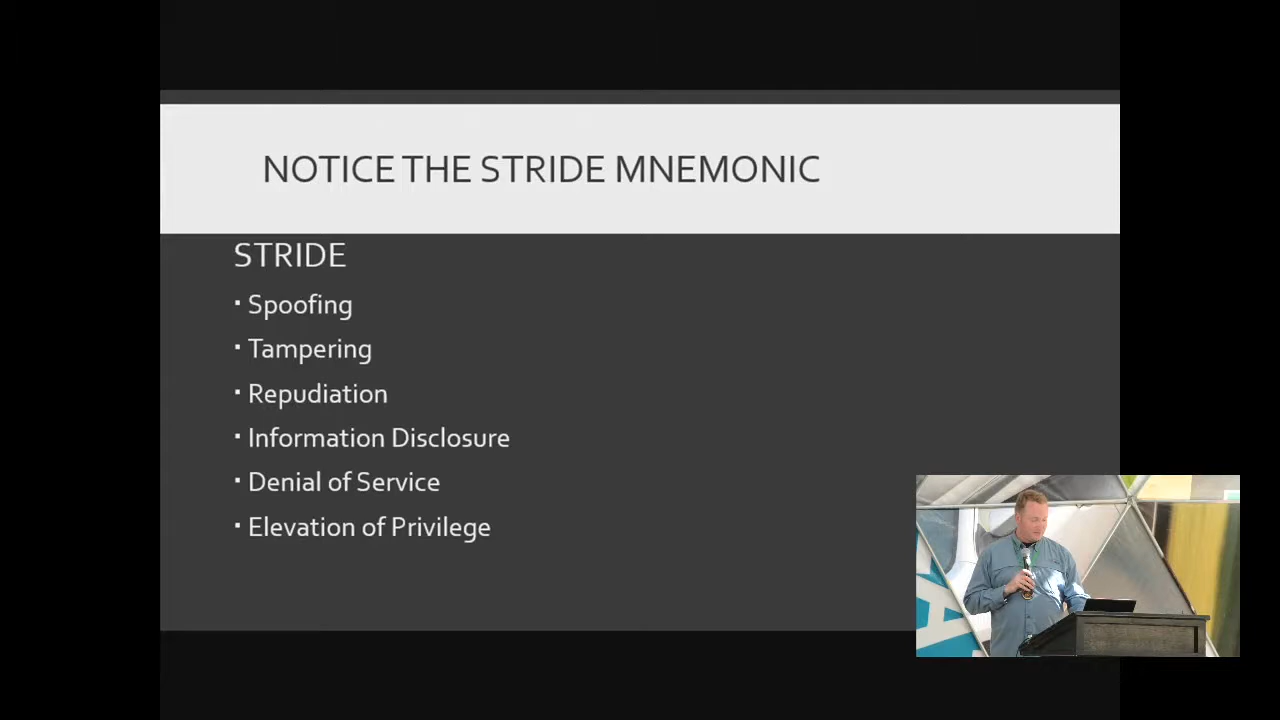 NOTICE THE STRIDE MNEMONIC
STRIDE
▪ Spoofing
▪ Tampering
▪ Repudiation
▪ Information Disclosure
▪ Denial of Service
▪ Elevation of Privilege